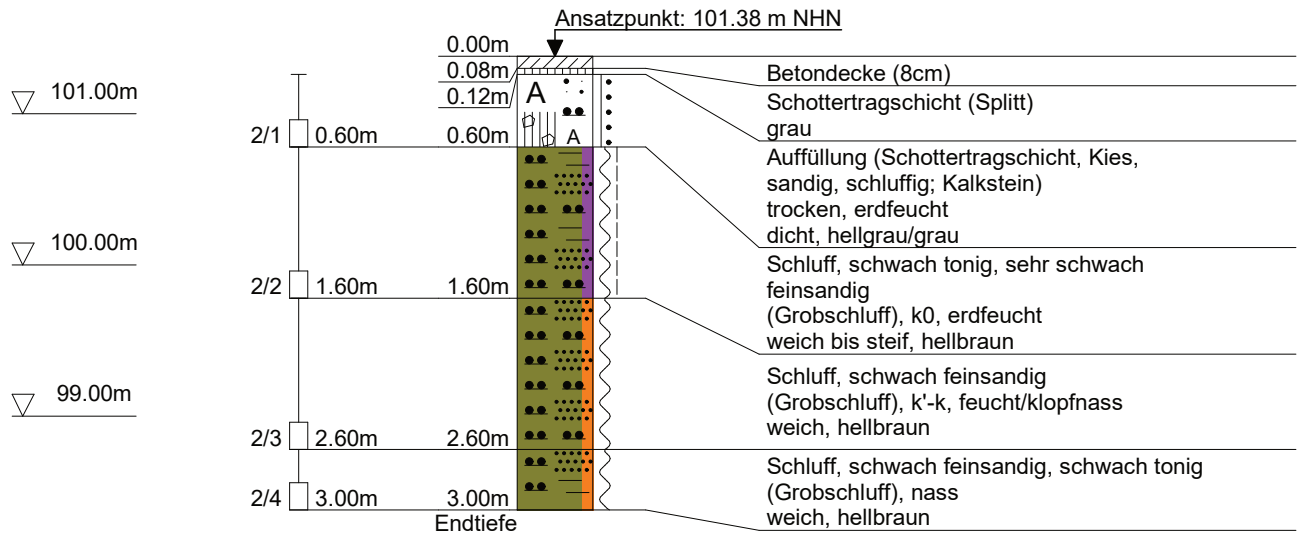 Ansatzpunkt: 101.38 m NHN
101.00m
100.00m
99.00m
2/1 0.60m
2/2 1.60m
2/3 2.60m
2/4 3.00m
0.00m
0.08m
0.12m
0.60m
1.60m
2.60m
3.00m
Endtiefe
A
A
Betondecke (8cm)
Schottertragschicht (Splitt)
grau
Auffüllung (Schottertragschicht, Kies,
sandig, schluffig; Kalkstein)
trocken, erdfeucht
dicht, hellgrau/grau
Schluff, schwach tonig, sehr schwach
feinsandig
(Grobschluff), k0, erdfeucht
weich bis steif, hellbraun
Schluff, schwach feinsandig
(Grobschluff), k'-k, feucht/klopfnass
weich, hellbraun
Schluff, schwach feinsandig, schwach tonig
(Grobschluff), nass
weich, hellbraun